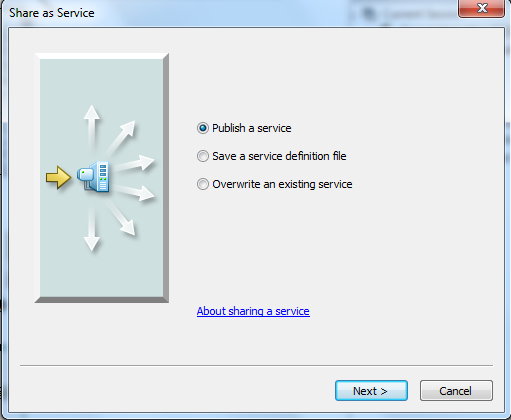 Share as Service
Publish a service
Save a service definition file
Overwrite an existing service
About sharing a service
Next >
Cancel